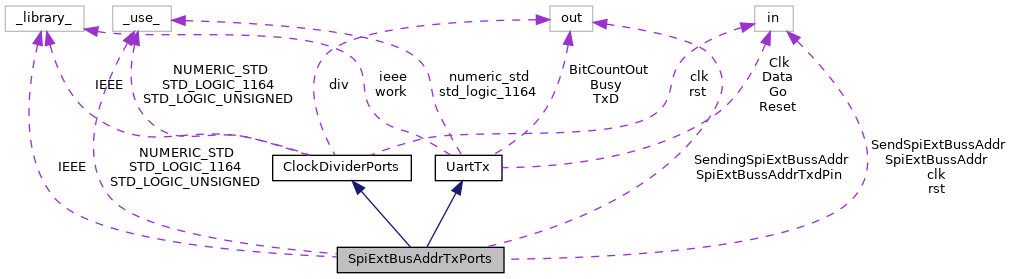 _library_
_use_
out
in
IEEE
NUMERIC_STD
STD_LOGIC_1164
STD_LOGIC_UNSIGNED
div
ieee
work
numeric_std
std_logic_1164
BitCountOut
Busy
TxD
clk
rst
Clk
Data
Go
Reset
IEEE
NUMERIC_STD
STD_LOGIC_1164
STD_LOGIC_UNSIGNED
ClockDividerPorts
UartTx
SendingSpiExtBussAddr
SpiExtBussAddrTxdPin
SendSpiExtBussAddr
SpiExtBussAddr
clk
rst
SpiExtBusAddrTxPorts